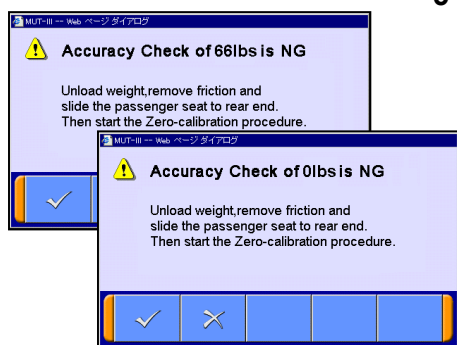 MUT-III -- Web ページ ダイアログ
Accuracy Check of 66lbs is NG
Unload weight,remove friction and
slide the passenger seat to rear end.
Then start the Zero-calibration procedure.
MUT-III -- Web ページ ダイアログ
Accuracy Check of 0lbs is NG
Unload weight,remove friction and
slide the passenger seat to rear end.
Then start the Zero-calibration procedure.